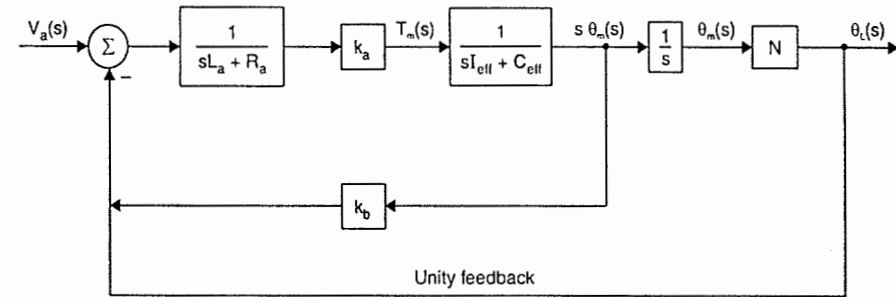 V_a(s)
Σ
−
1
sL_a + R_a
k_a
T_m(s)
1
sI_eff + C_eff
s θ_m(s)
1
s
θ_m(s)
N
θ_L(s)
k_b
Unity feedback